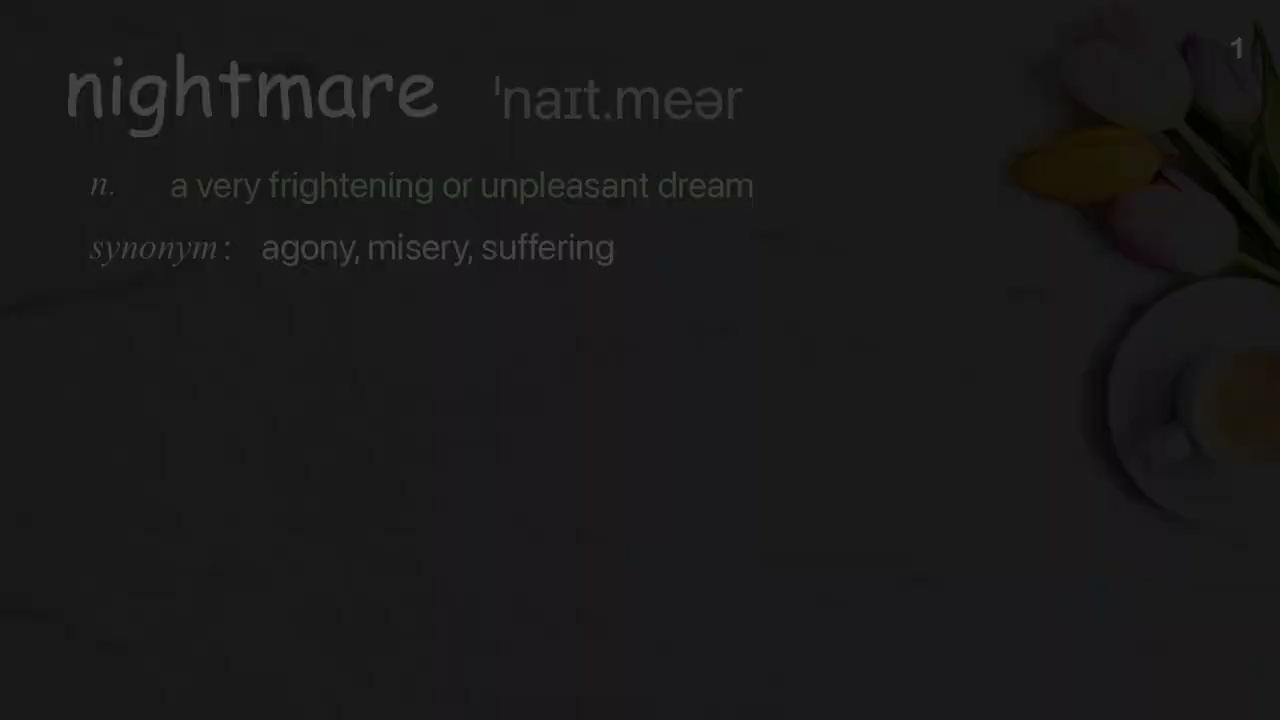 nightmare ˈnaɪt.meər
1
n. a very frightening or unpleasant dream
synonym: agony, misery, suffering